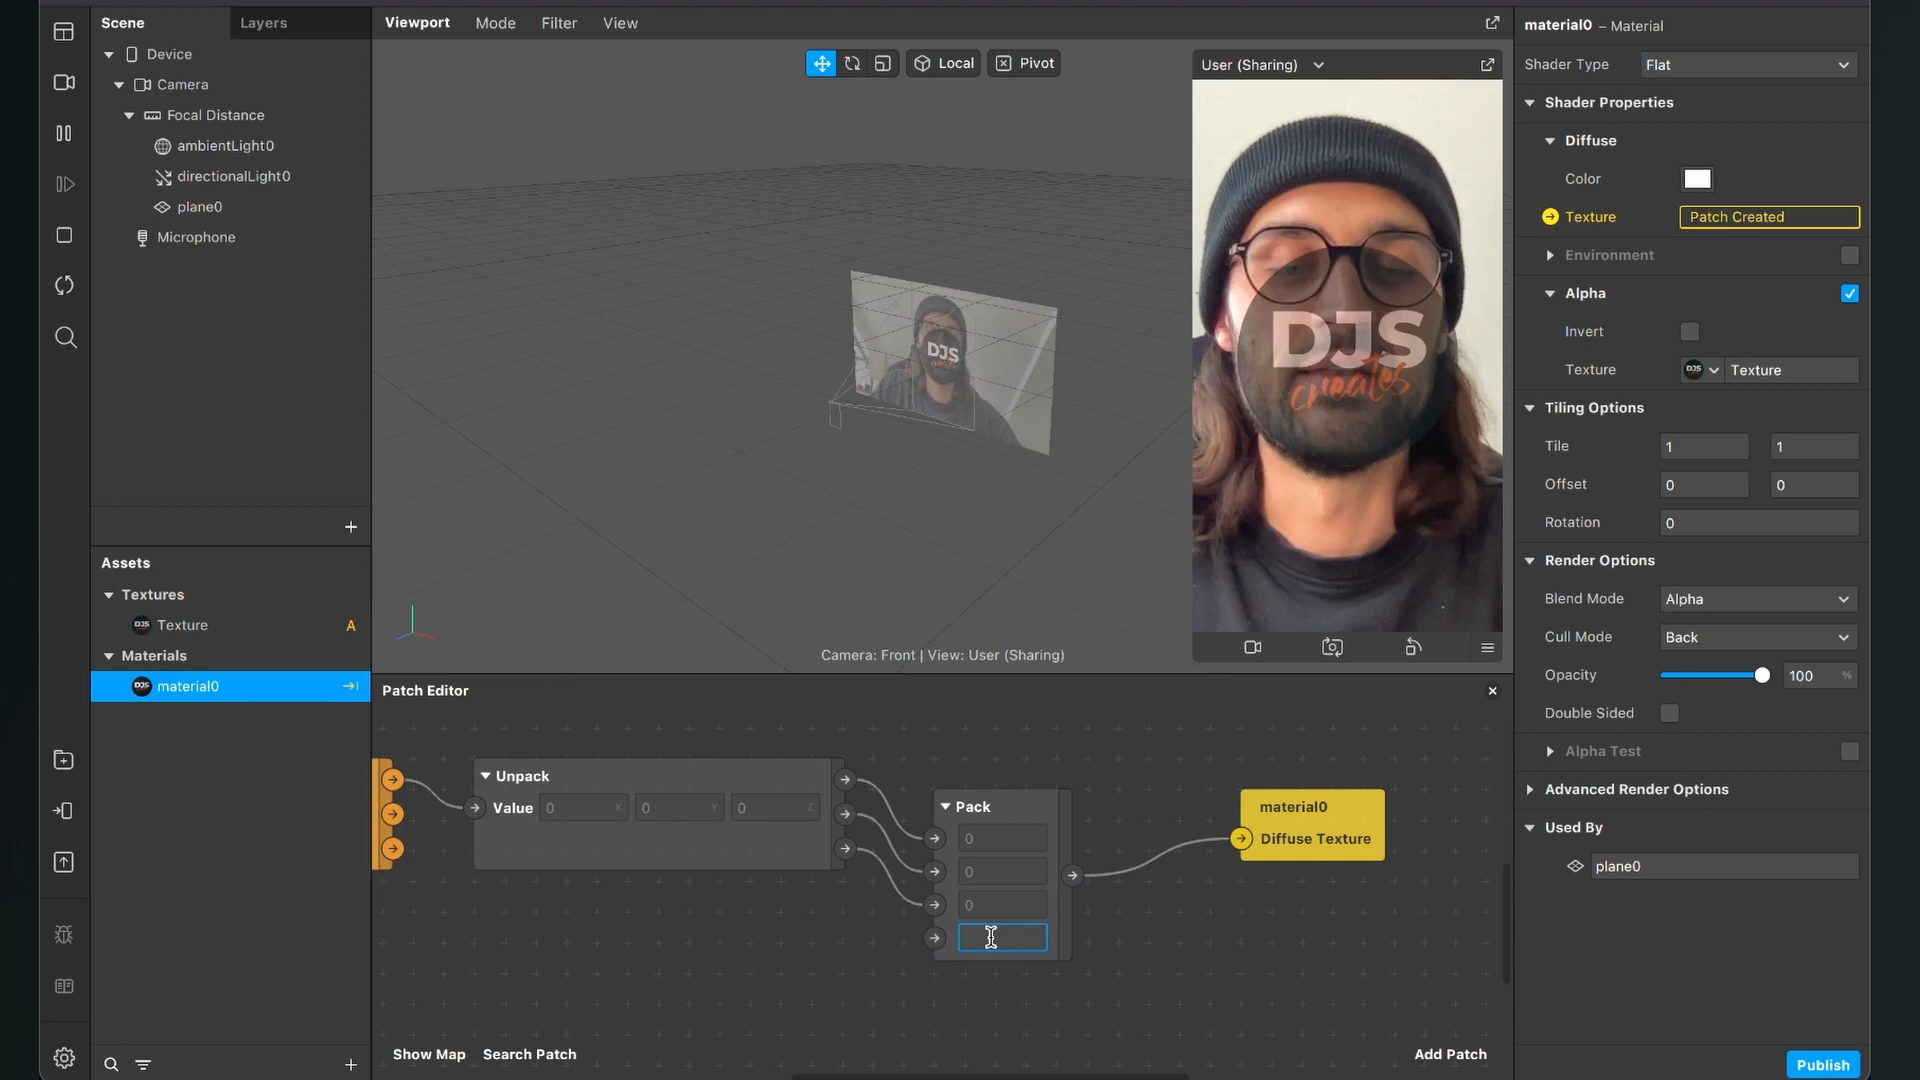 Scene
Layers
Device
Camera
Focal Distance
ambientLight0
directionalLight0
plane0
Microphone
Assets
Textures
DJS Texture A
Materials
DJS material0
Viewport Mode Filter View
Local
Pivot
DJS
creates
Camera: Front | View: User (Sharing)
User (Sharing)
DJS
creates
Patch Editor
Unpack
Value 0 X 0 Y 0 Z
Pack
0
0
0
material0
Diffuse Texture
Show Map Search Patch
Add Patch
material0 – Material
Shader Type Flat
Shader Properties
Diffuse
Color
Texture Patch Created
Environment
Alpha
Invert
Texture DJS Texture
Tiling Options
Tile 1 1
Offset 0 0
Rotation 0
Render Options
Blend Mode Alpha
Cull Mode Back
Opacity 100 %
Double Sided
Alpha Test
Advanced Render Options
Used By
plane0
Publish